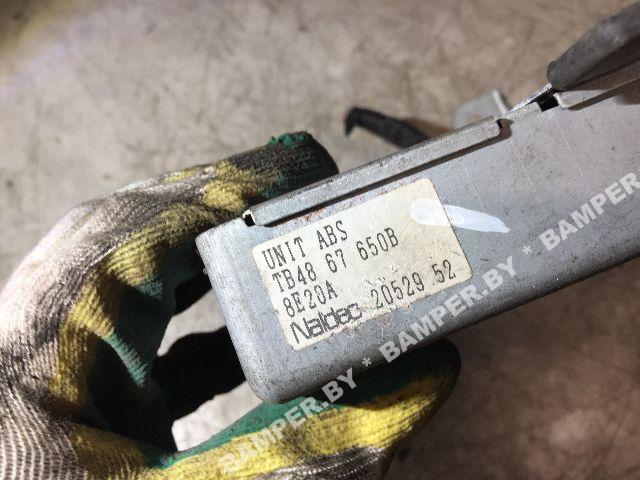 UNIT ABS
TB48 67 650B
8E20A 20529 52
Naldec
BAMPER.BY * BAMPER.BY * BAMPER